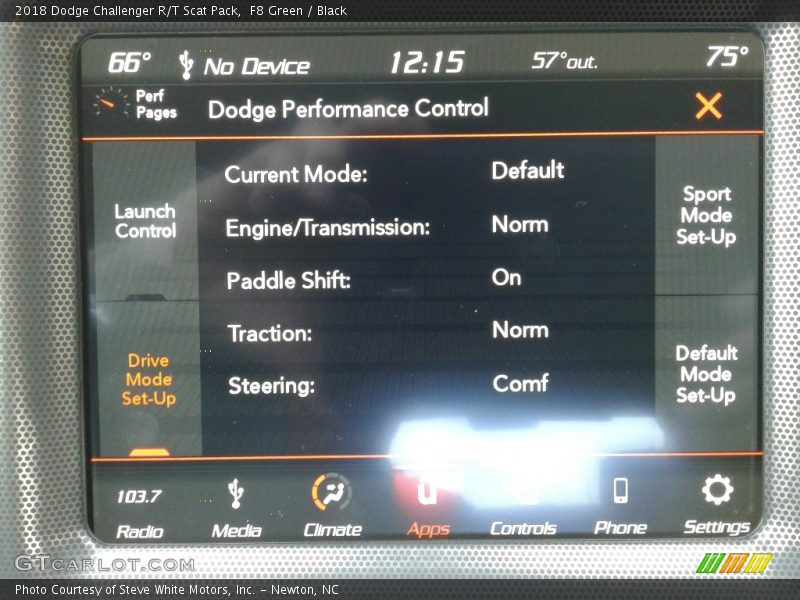 2018 Dodge Challenger R/T Scat Pack, F8 Green / Black
66° No Device 12:15 57°out. 75°
Perf
Pages
Dodge Performance Control
Launch
Control
Drive
Mode
Set-Up
Current Mode: Default
Engine/Transmission: Norm
Paddle Shift: On
Traction: Norm
Steering: Comf
Sport
Mode
Set-Up
Default
Mode
Set-Up
103.7
Radio Media Climate Apps Controls Phone Settings
GTcarlot.com
Photo Courtesy of Steve White Motors, Inc. - Newton, NC